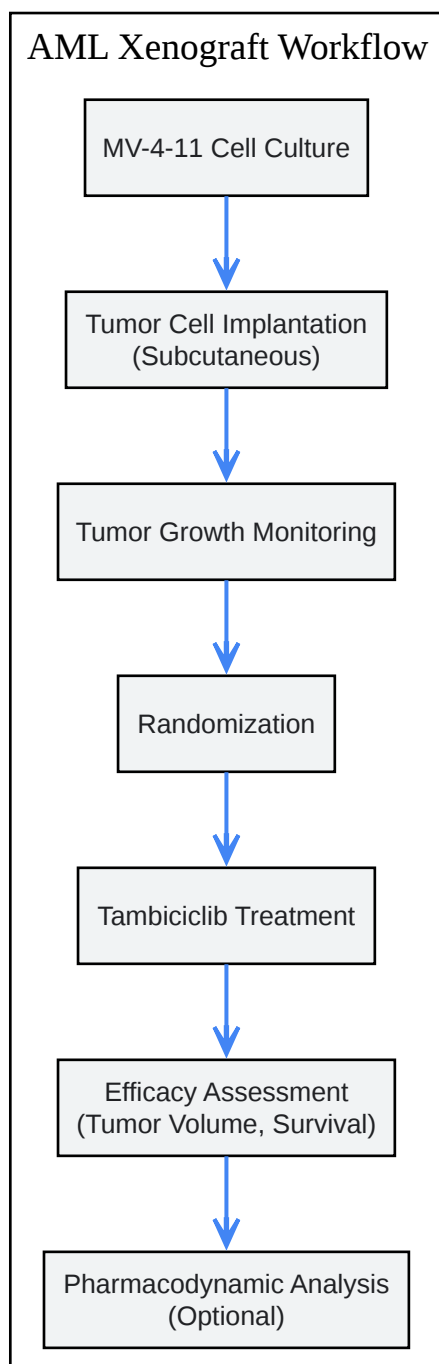 AML Xenograft Workflow
MV-4-11 Cell Culture
Tumor Cell Implantation
(Subcutaneous)
Tumor Growth Monitoring
Randomization
Tambiciclib Treatment
Efficacy Assessment
(Tumor Volume, Survival)
Pharmacodynamic Analysis
(Optional)